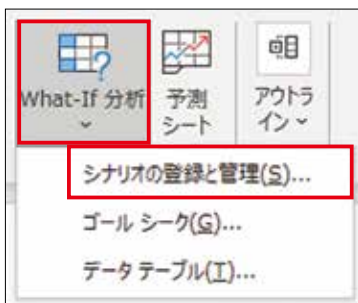 What-If 分析
予測
シート
アウトラ
イン
シナリオの登録と管理(S)...
ゴール シーク(G)...
データ テーブル(T)...